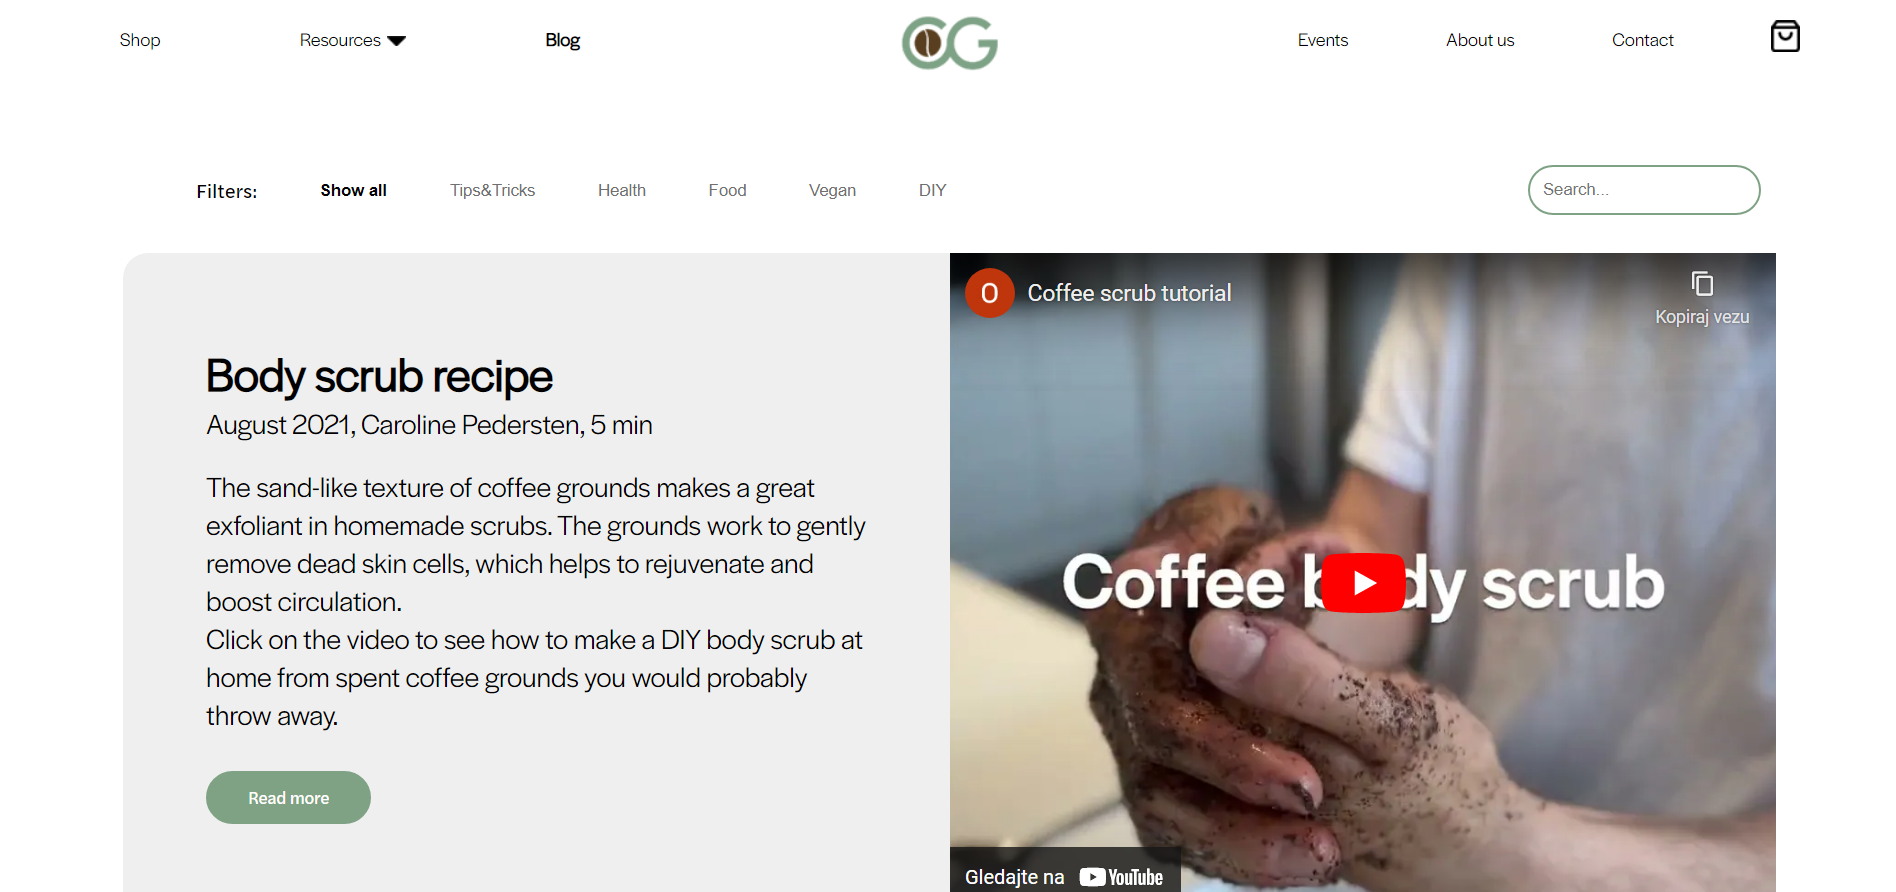 Shop
Resources
Blog
CG
Events
About us
Contact
Filters:
Show all
Tips&Tricks
Health
Food
Vegan
DIY
Search...
Body scrub recipe
August 2021, Caroline Pedersten, 5 min
The sand-like texture of coffee grounds makes a great
exfoliant in homemade scrubs. The grounds work to gently
remove dead skin cells, which helps to rejuvenate and
boost circulation.
Click on the video to see how to make a DIY body scrub at
home from spent coffee grounds you would probably
throw away.
Read more
O
Coffee scrub tutorial
Kopiraj vezu
Coffee body scrub
Gledajte na YouTube